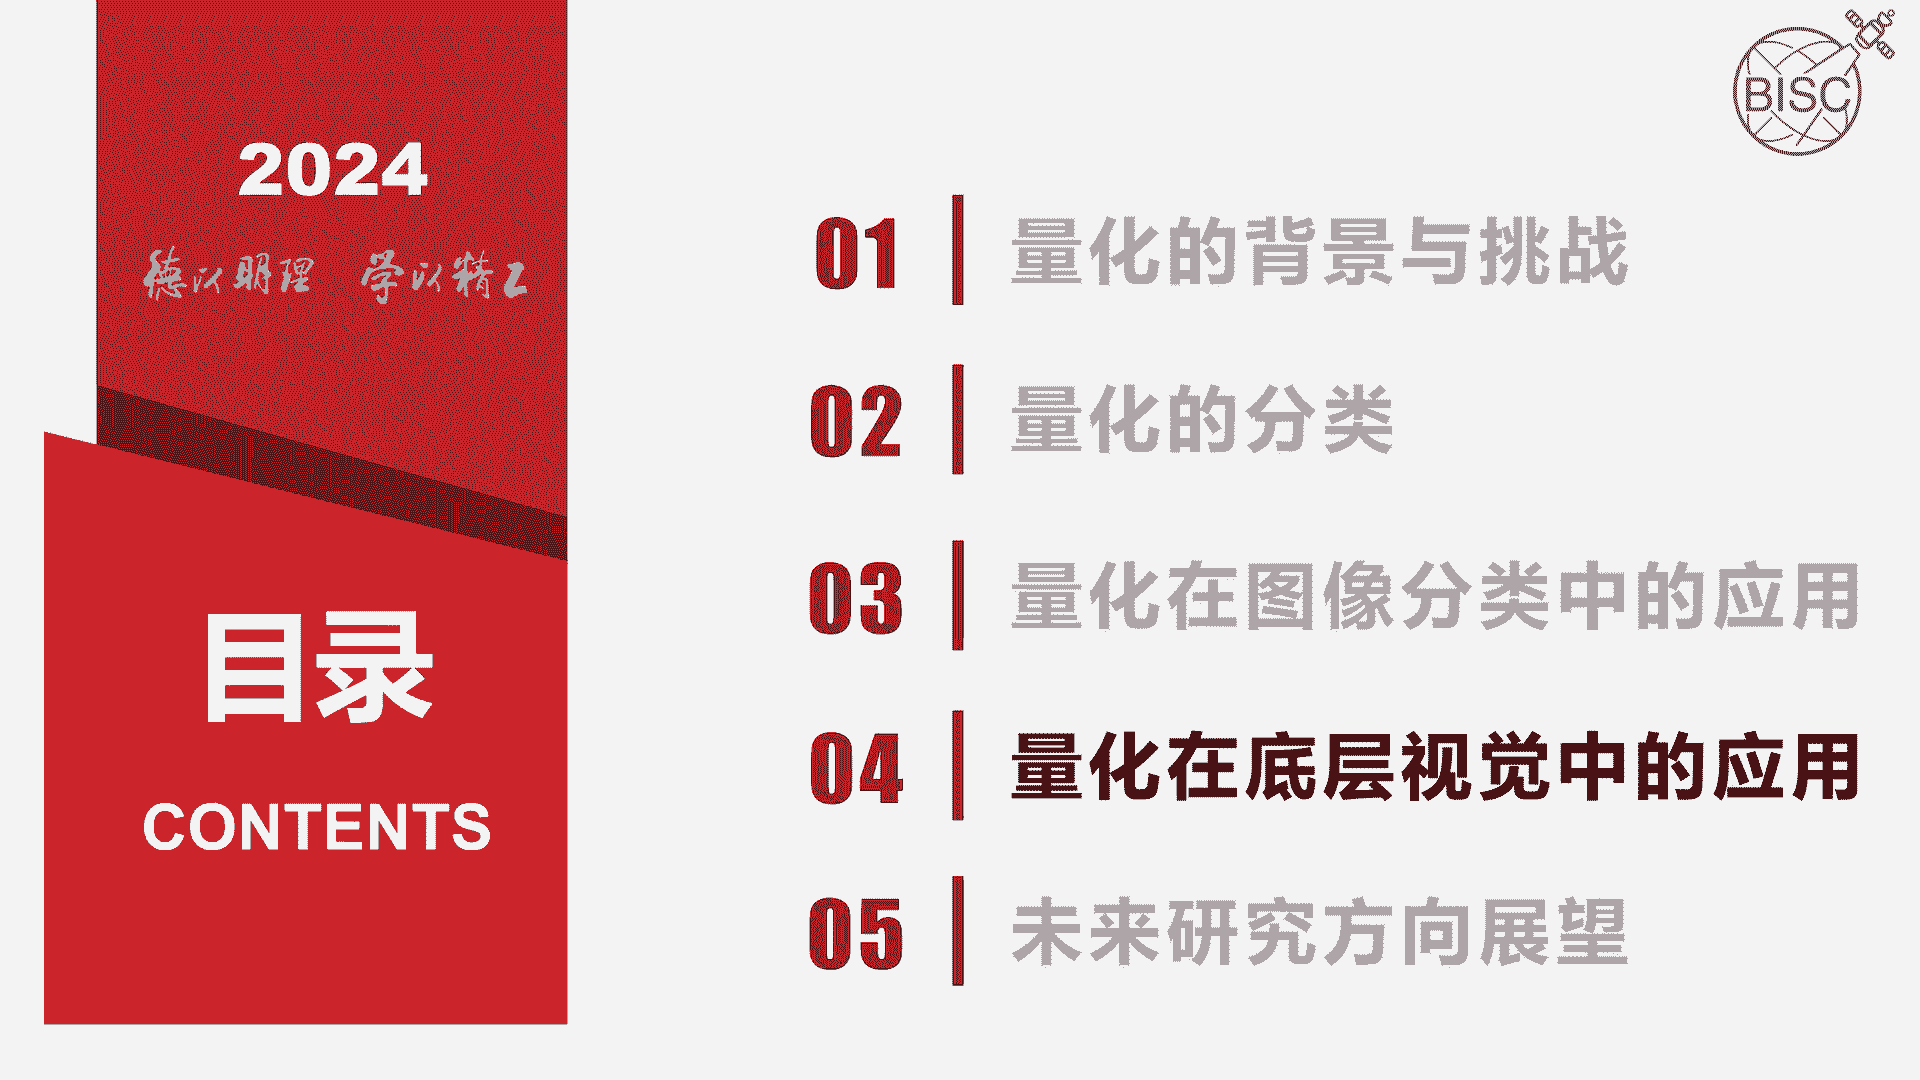 2024
德以明理 学以精工
目录
CONTENTS
BISC
01 量化的背景与挑战
02 量化的分类
03 量化在图像分类中的应用
04 量化在底层视觉中的应用
05 未来研究方向展望